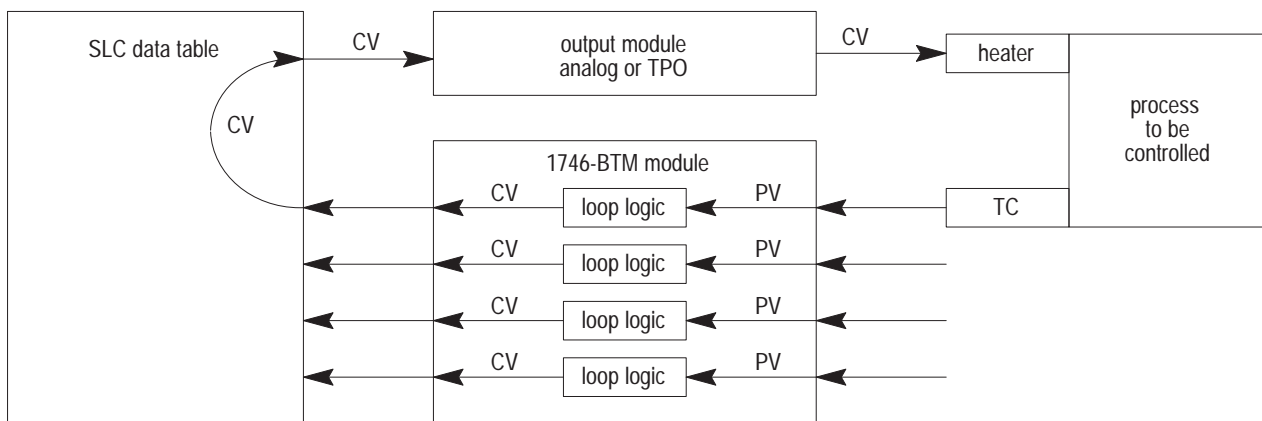 SLC data table
CV
output module
analog or TPO
CV
heater
process
to be
controlled
CV
1746-BTM module
CV
loop logic
PV
TC
CV
loop logic
PV
CV
loop logic
PV
CV
loop logic
PV